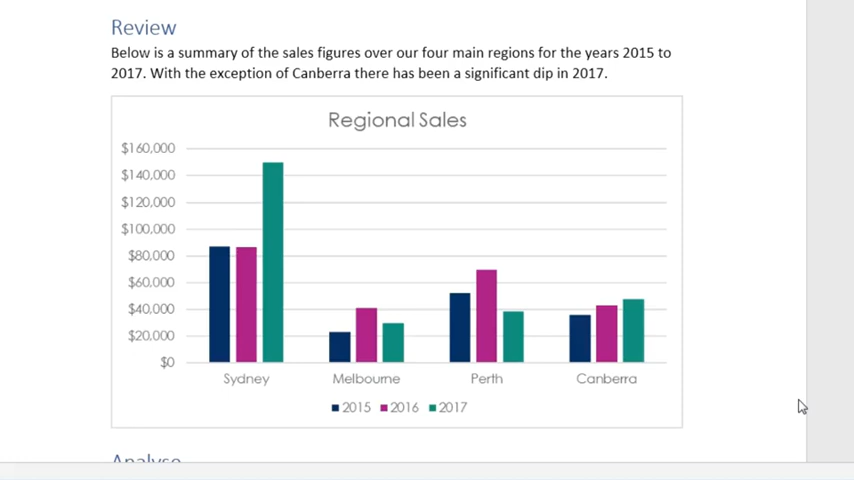 Review
Below is a summary of the sales figures over our four main regions for the years 2015 to
2017. With the exception of Canberra there has been a significant dip in 2017.
Regional Sales
$160,000
$140,000
$120,000
$100,000
$80,000
$60,000
$40,000
$20,000
$0
Sydney Melbourne Perth Canberra
2015 2016 2017
Analyse